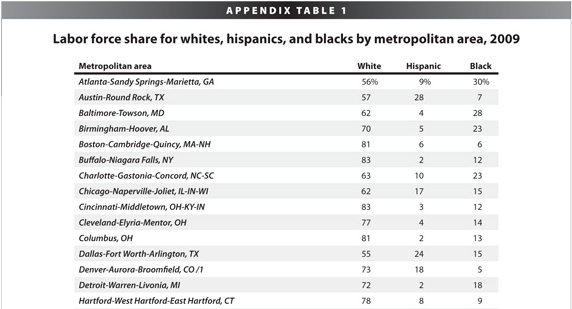 APPENDIX TABLE 1
Labor force share for whites, hispanics, and blacks by metropolitan area, 2009
Metropolitan area White Hispanic Black
Atlanta-Sandy Springs-Marietta, GA 56% 9% 30%
Austin-Round Rock, TX 57 28 7
Baltimore-Towson, MD 62 4 28
Birmingham-Hoover, AL 70 5 23
Boston-Cambridge-Quincy, MA-NH 81 6 6
Buffalo-Niagara Falls, NY 83 2 12
Charlotte-Gastonia-Concord, NC-SC 63 10 23
Chicago-Naperville-Joliet, IL-IN-WI 62 17 15
Cincinnati-Middletown, OH-KY-IN 83 3 12
Cleveland-Elyria-Mentor, OH 77 4 14
Columbus, OH 81 2 13
Dallas-Fort Worth-Arlington, TX 55 24 15
Denver-Aurora-Broomfield, CO /1 73 18 5
Detroit-Warren-Livonia, MI 72 2 18
Hartford-West Hartford-East Hartford, CT 78 8 9